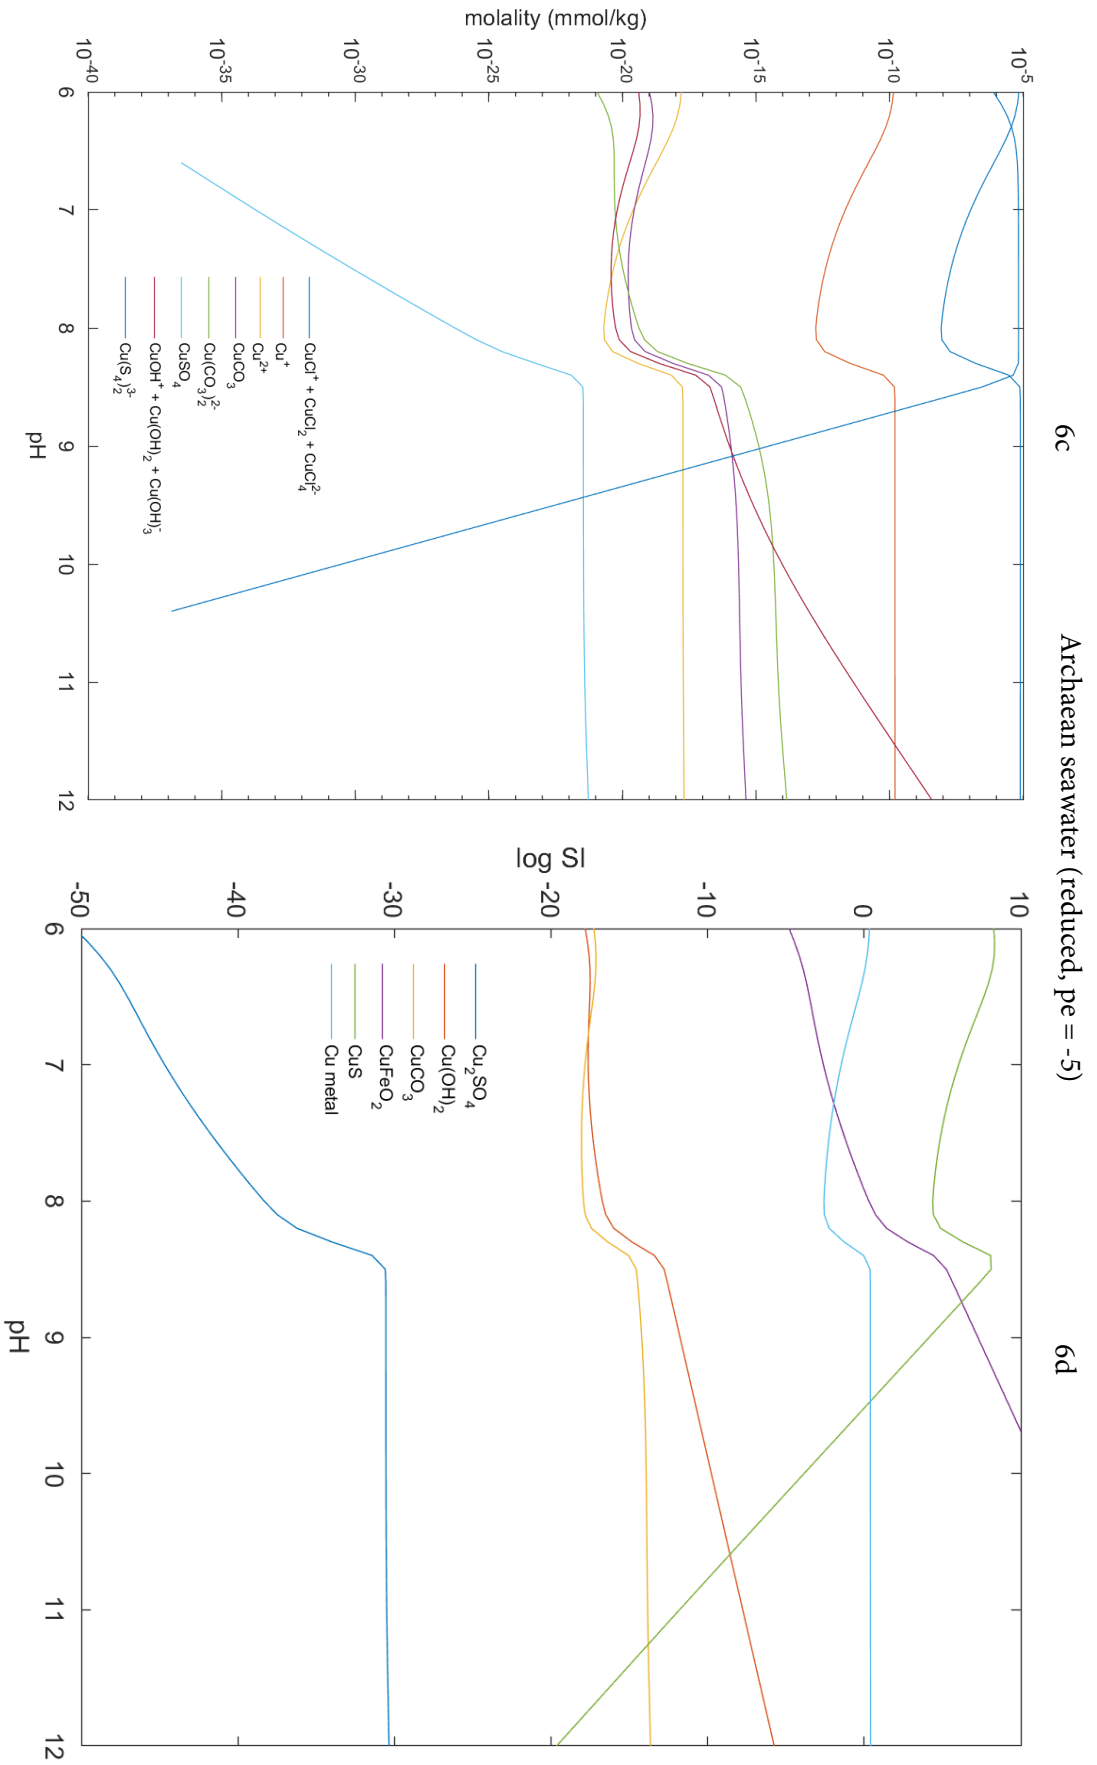 Archaean seawater (reduced, pe = -5)
6c
molality (mmol/kg)
10⁻⁵
10⁻¹⁰
10⁻¹⁵
10⁻²⁰
10⁻²⁵
10⁻³⁰
10⁻³⁵
10⁻⁴⁰
6 7 8 9 10 11 12
pH
CuCl⁺ + CuCl₂ + CuCl₄²⁻
Cu⁺
Cu²⁺
CuCO₃
Cu(CO₃)₂²⁻
CuSO₄
CuOH⁺ + Cu(OH)₂ + Cu(OH)₃⁻
Cu(S₄)₂³⁻
6d
log SI
10
0
-10
-20
-30
-40
-50
6 7 8 9 10 11 12
pH
Cu₂SO₄
Cu(OH)₂
CuCO₃
CuFeO₂
CuS
Cu metal